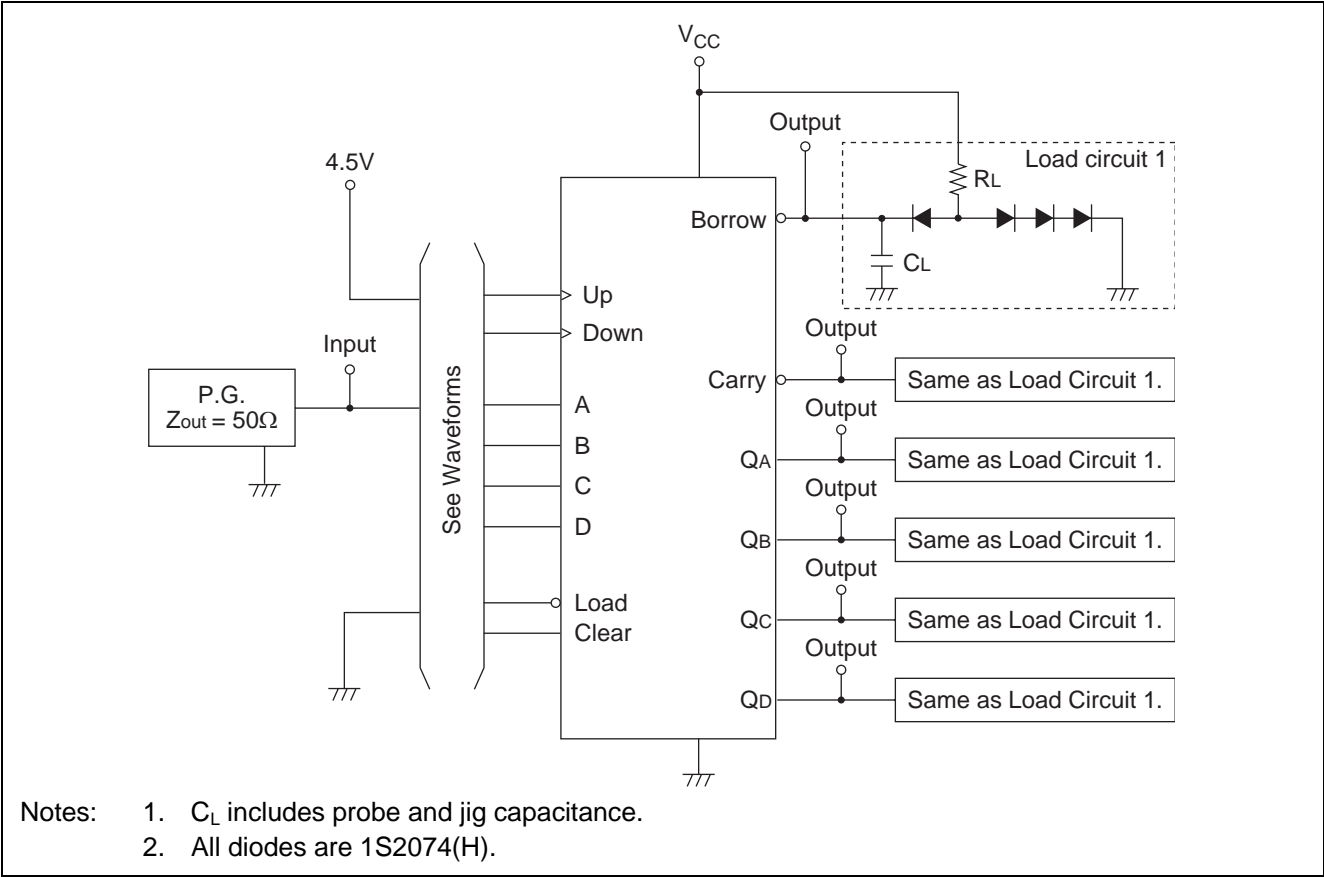 VCC
Output
4.5V
Load circuit 1
RL
Borrow
CL
Up
Down
Input
Output
P.G.
Zout = 50Ω
See Waveforms
Carry
Same as Load Circuit 1.
A
Output
B
QA
Same as Load Circuit 1.
C
Output
D
QB
Same as Load Circuit 1.
Output
Load
QC
Same as Load Circuit 1.
Clear
Output
QD
Same as Load Circuit 1.
Notes: 1. CL includes probe and jig capacitance.
2. All diodes are 1S2074(H).